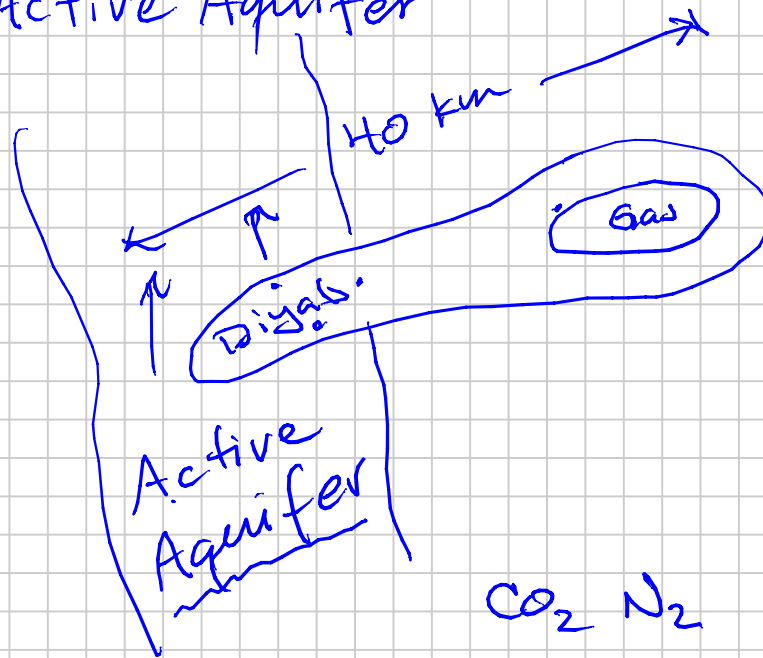 Active Aquifer
40 km
Gas
Diyab
Active
Aquifer
CO₂ N₂